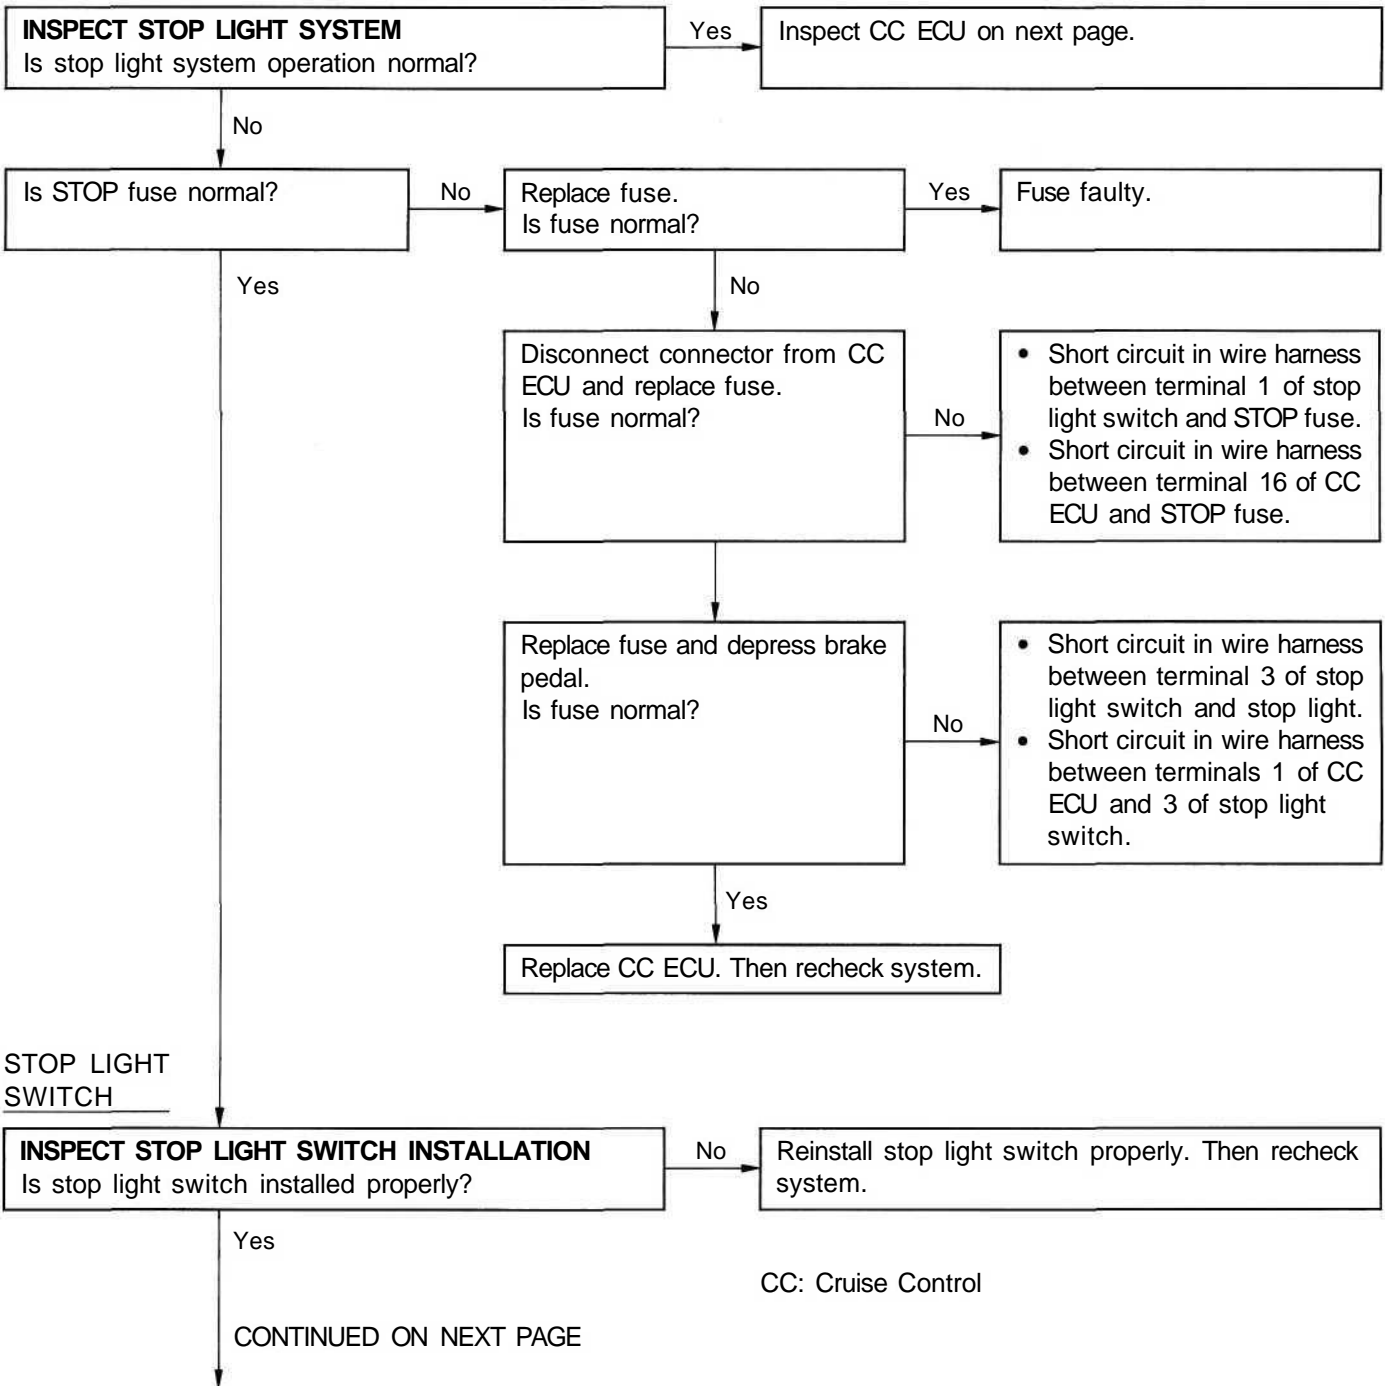 INSPECT STOP LIGHT SYSTEM
Is stop light system operation normal?
Yes
Inspect CC ECU on next page.
No
Is STOP fuse normal?
No
Replace fuse.
Is fuse normal?
Yes
Fuse faulty.
Yes
No
Disconnect connector from CC
ECU and replace fuse.
Is fuse normal?
No
• Short circuit in wire harness
between terminal 1 of stop
light switch and STOP fuse.
• Short circuit in wire harness
between terminal 16 of CC
ECU and STOP fuse.
Replace fuse and depress brake
pedal.
Is fuse normal?
No
• Short circuit in wire harness
between terminal 3 of stop
light switch and stop light.
• Short circuit in wire harness
between terminals 1 of CC
ECU and 3 of stop light
switch.
Yes
Replace CC ECU. Then recheck system.
STOP LIGHT
SWITCH
INSPECT STOP LIGHT SWITCH INSTALLATION
Is stop light switch installed properly?
No
Reinstall stop light switch properly. Then recheck
system.
Yes
CC: Cruise Control
CONTINUED ON NEXT PAGE